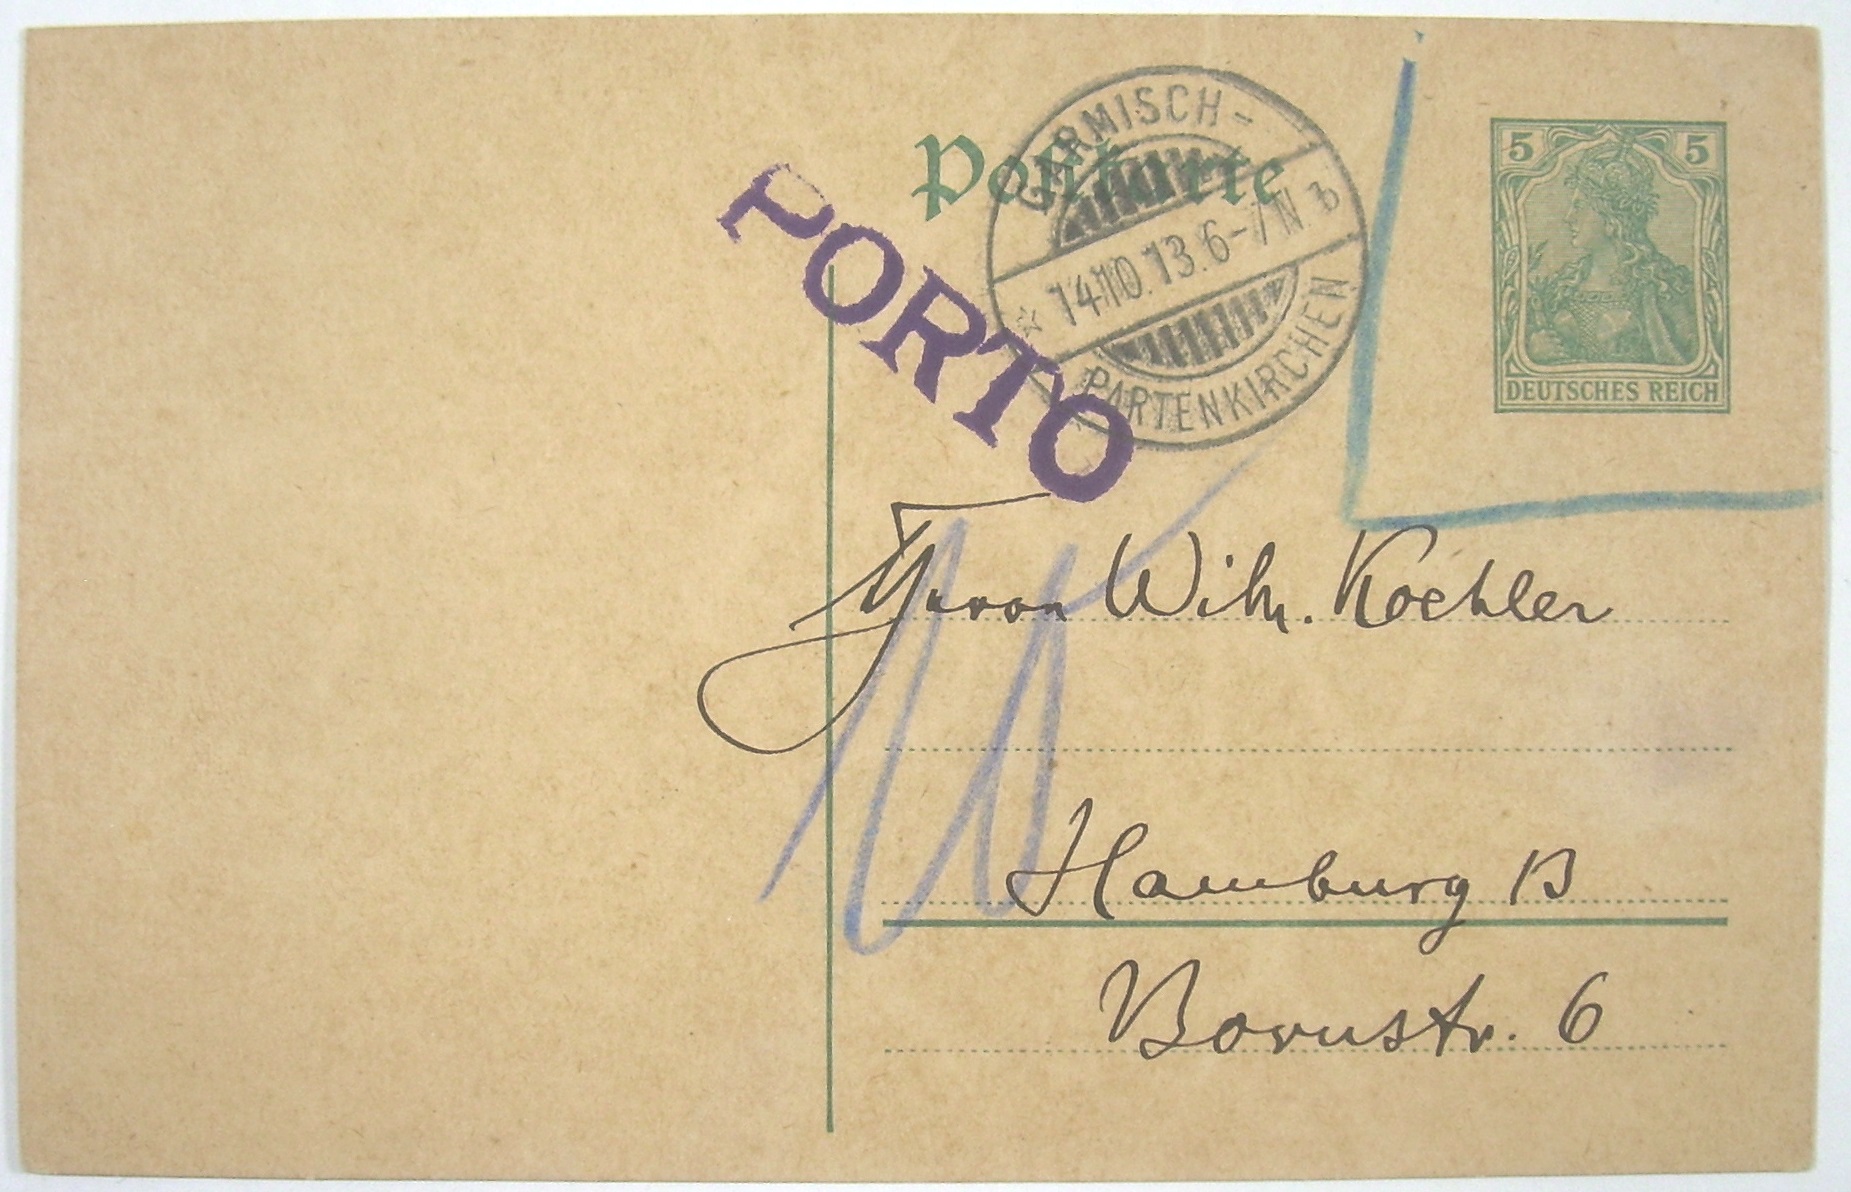 Postkarte
GARMISCH-
* 14.10.13.6-7N b
PARTENKIRCHEN
5 5
DEUTSCHES REICH
PORTO
10
Herrn Wilh. Koehler
Hamburg 13
Bornstr. 6